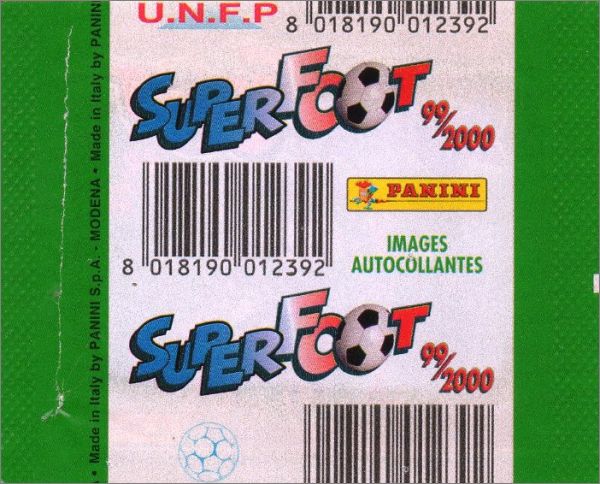 U.N.F.P
8 018190 012392
SUPERFOOT
99/2000
PANINI
8 018190 012392
IMAGES
AUTOCOLLANTES
SUPERFOOT
99/2000
• Made in Italy by PANINI S.p.A. - MODENA • Made in Italy by PANINI